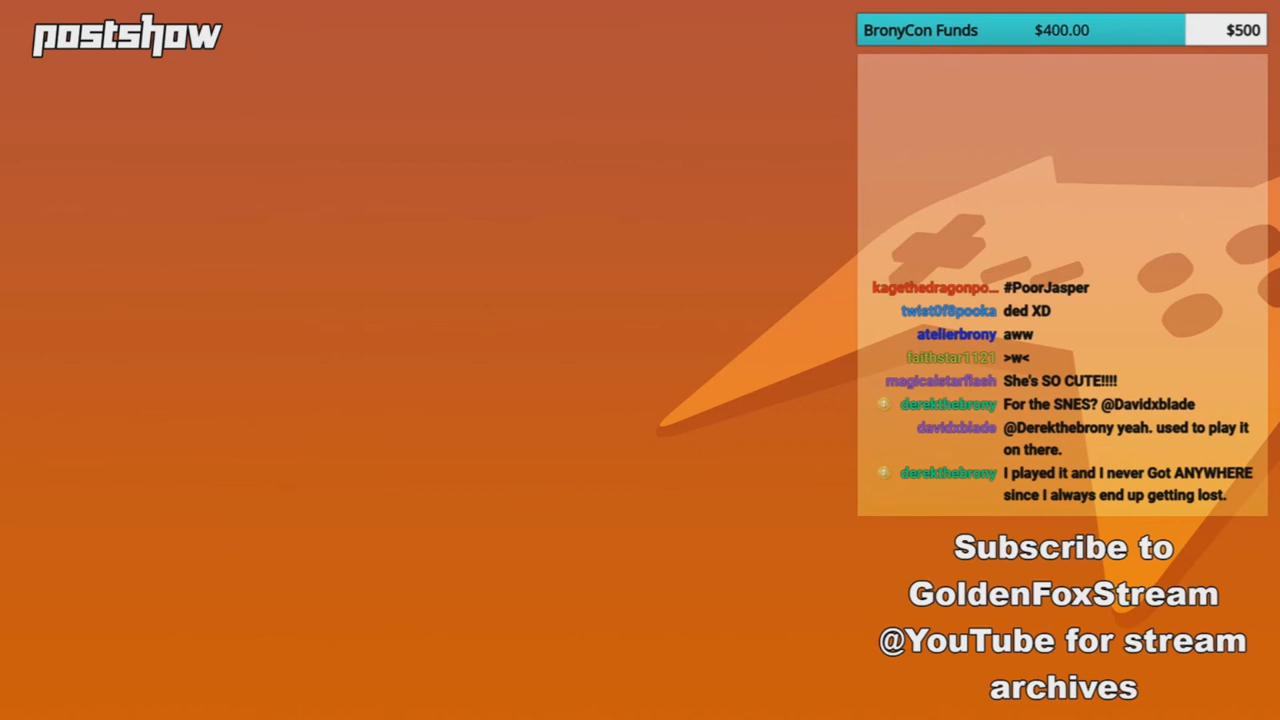 postshow
BronyCon Funds $400.00 $500
kagethedragonpo... #PoorJasper
twist0f8pooka ded XD
atelierbrony aww
faithstar1121 >w<
magicalstarflash She's SO CUTE!!!!
derekthebrony For the SNES? @Davidxblade
davidxblade @Derekthebrony yeah. used to play it
on there.
derekthebrony I played it and I never Got ANYWHERE
since I always end up getting lost.
Subscribe to
GoldenFoxStream
@YouTube for stream
archives